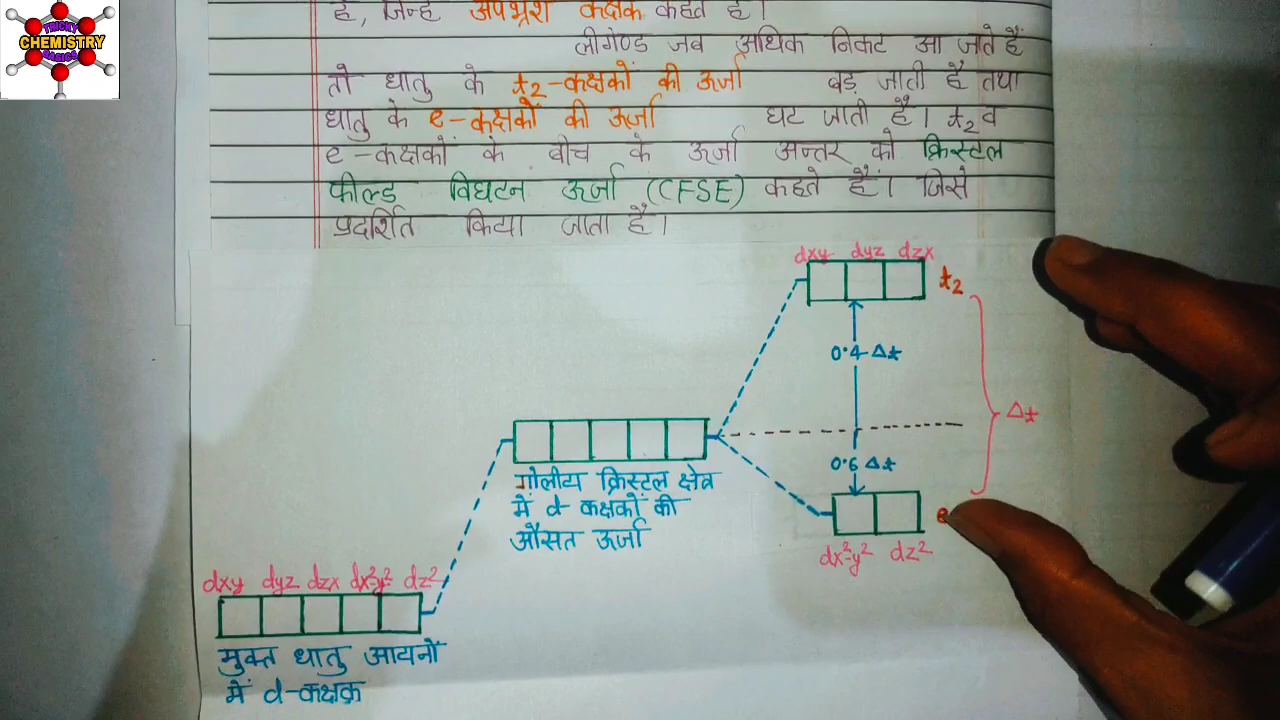 TRICKY
CHEMISTRY
BASICS
है, जिन्हें अपभ्रंश कक्षक कहते है।
लीगेण्ड जब अधिक निकट आ जाते हैं
तो धातु के t2-कक्षकों की ऊर्जा बड़ जाती है तथा
धातु के e-कक्षकों की ऊर्जा घट जाती है। t2 व
e-कक्षकों के बीच के ऊर्जा अन्तर को क्रिस्टल
फील्ड विघटन ऊर्जा (CFSE) कहते हैं। जिसे
प्रदर्शित किया जाता है।
dxy dyz dzx
t2
0.4 Δt
Δt
0.6 Δt
गोलीय क्रिस्टल क्षेत्र
में d-कक्षकों की
औसत ऊर्जा
e
dx²-y² dz²
dxy dyz dzx dx²-y² dz²
मुक्त धातु आयनों
में d-कक्षक